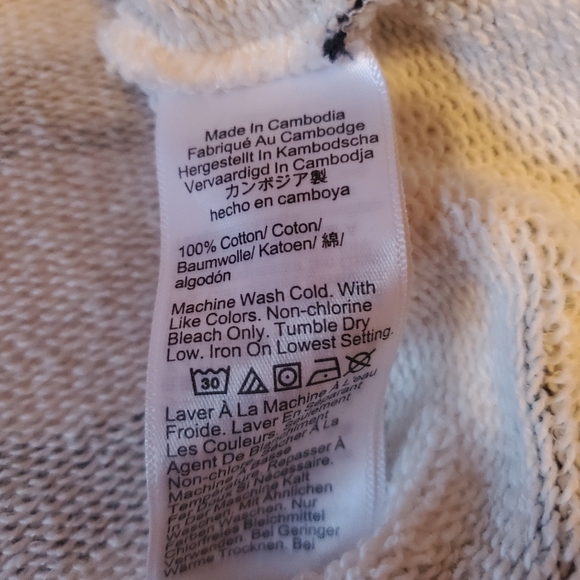 Made In Cambodia
Fabriqué Au Cambodge
Hergestellt In Kambodscha
Vervaardigd In Cambodja
カンボジア製
hecho en camboya
100% Cotton/ Coton/
Baumwolle/ Katoen/ 綿/
algodón
Machine Wash Cold. With
Like Colors. Non-chlorine
Bleach Only. Tumble Dry
Low. Iron On Lowest Setting.
30
Laver À La Machine À L'eau
Froide. Laver En Séparant
Les Couleurs. Seulement
Agent De Blanchiment
Non-chloré. Sécher À La
Machine
Repasser À
Nécessaire.
Maschine Kalt
Waschen. Mit Ähnlichen
Farben Waschen. Nur
Chlorfreies Bleichmittel
Verwenden. Bei Geringer
Wärme Trocknen. Bei